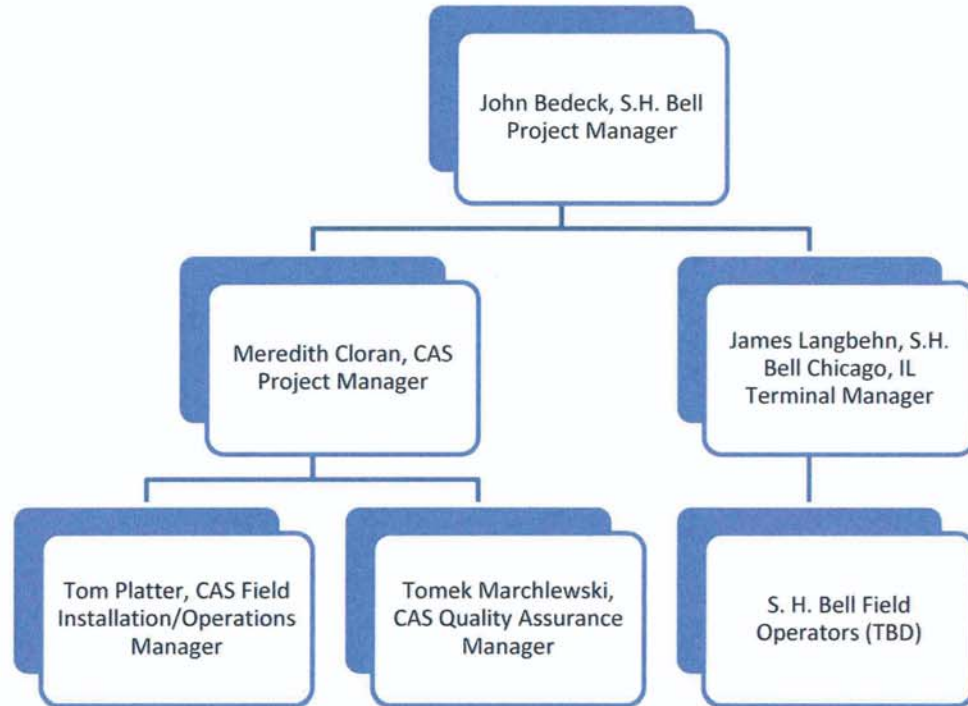 John Bedeck, S.H. Bell
Project Manager
Meredith Cloran, CAS
Project Manager
James Langbehn, S.H.
Bell Chicago, IL
Terminal Manager
Tom Platter, CAS Field
Installation/Operations
Manager
Tomek Marchlewski,
CAS Quality Assurance
Manager
S. H. Bell Field
Operators (TBD)